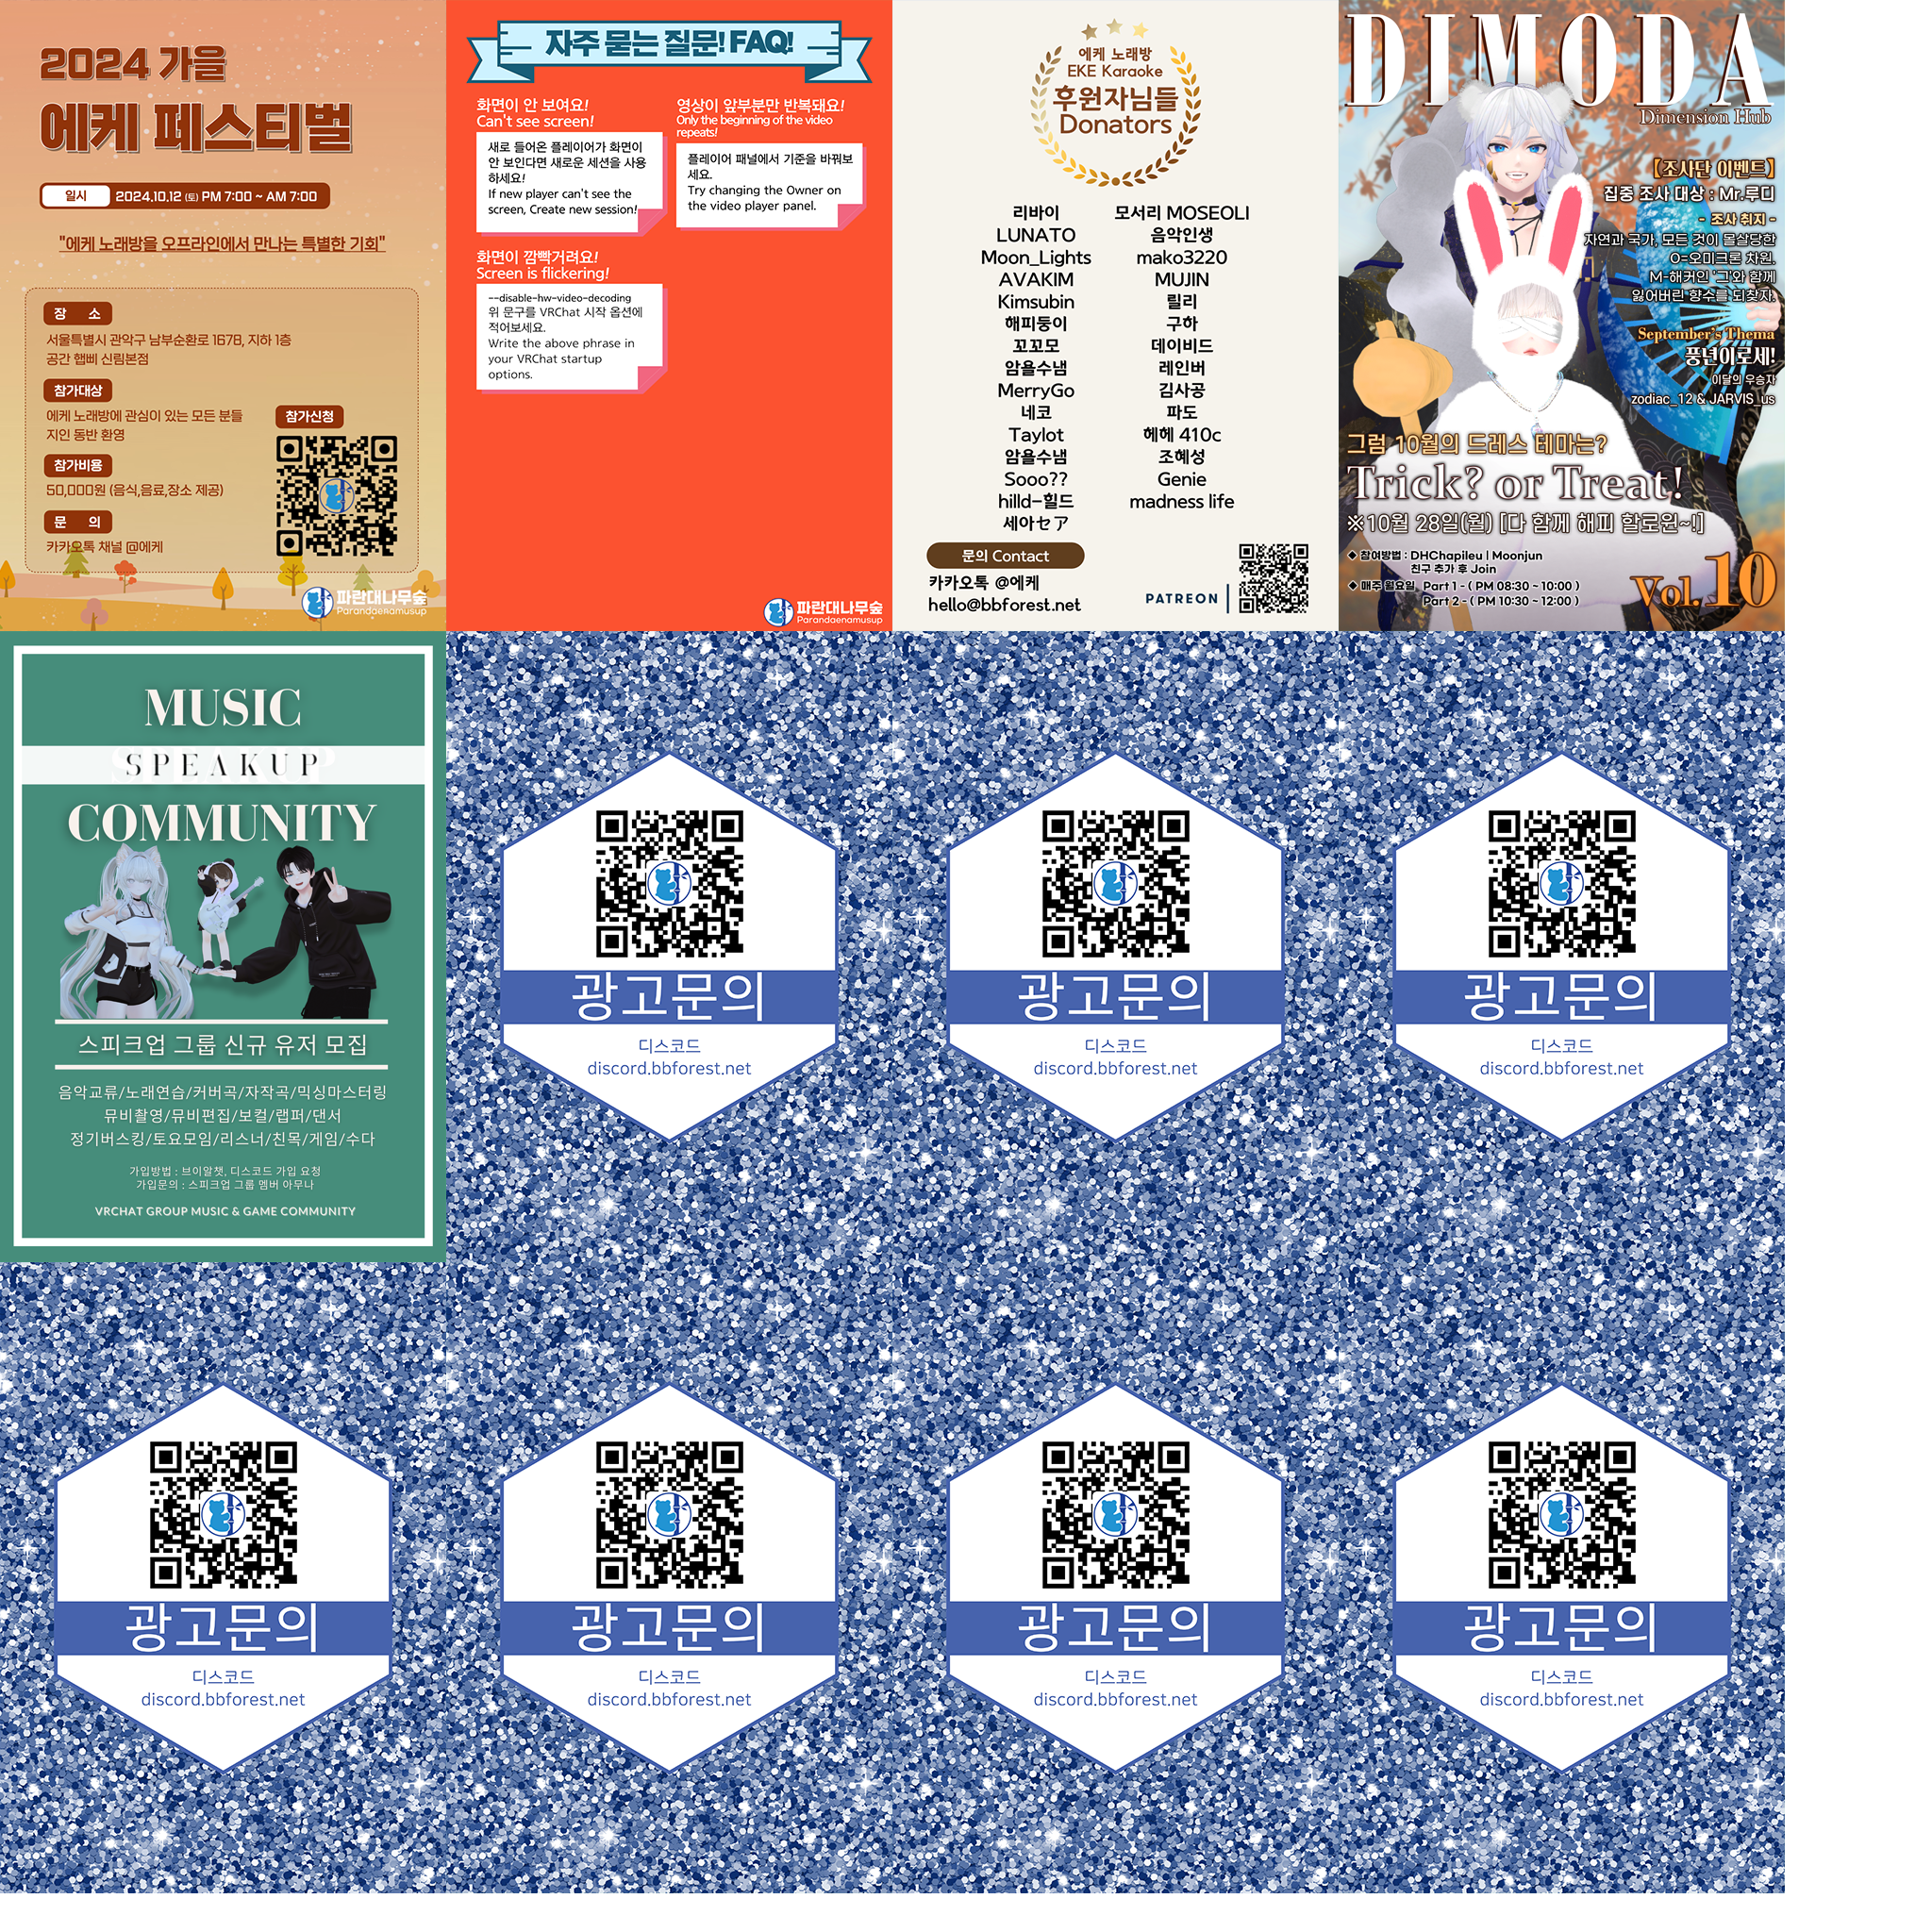 2024 가을
에케 페스티벌
일시 2024.10.12 (토) PM 7:00 ~ AM 7:00
"에케 노래방을 오프라인에서 만나는 특별한 기회"
장 소
서울특별시 관악구 남부순환로 1678, 지하 1층
공간 햅삐 신림본점
참가대상
에케 노래방에 관심이 있는 모든 분들
지인 동반 환영
참가비용
50,000원 (음식,음료,장소 제공)
문 의
카카오톡 채널 @에케
참가신청
파란대나무숲
Parandaenamusup
자주 묻는 질문! FAQ!
화면이 안 보여요!
Can't see screen!
새로 들어온 플레이어가 화면이
안 보인다면 새로운 세션을 사용
하세요!
If new player can't see the
screen, Create new session!
영상이 앞부분만 반복돼요!
Only the beginning of the video
repeats!
플레이어 패널에서 기준을 바꿔보
세요.
Try changing the Owner on
the video player panel.
화면이 깜빡거려요!
Screen is flickering!
--disable-hw-video-decoding
위 문구를 VRChat 시작 옵션에
적어보세요.
Write the above phrase in
your VRChat startup
options.
파란대나무숲
Parandaenamusup
에케 노래방
EKE Karaoke
후원자님들
Donators
리바이
LUNATO
Moon_Lights
AVAKIM
Kimsubin
해피둥이
꼬꼬모
암욜수냄
MerryGo
네코
Taylot
암욜수냄
Sooo??
hilld-힐드
세아セア
모서리 MOSEOLI
음악인생
mako3220
MUJIN
릴리
구하
데이비드
레인버
김사공
파도
헤헤 410c
조혜성
Genie
madness life
문의 Contact
카카오톡 @에케
hello@bbforest.net
PATREON
DIMODA
Dimension Hub
【조사단 이벤트】
집중 조사 대상 : Mr.루디
- 조사 취지 -
자연과 국가, 모든 것이 몰살당한
O=오미크론 차원.
M-해커인 '그'와 함께
잃어버린 향수를 되찾자.
September's Thema
풍년이로세!
이달의 우승자
zodiac_12 & JARVIS_us
그럼 10월의 드레스 테마는?
Trick? or Treat!
※10월 28일(월) [다 함께 해피 할로윈~!]
◆ 참여방법 : DHChapileu | Moonjun
친구 추가 후 Join
◆ 매주 월요일, Part 1 - ( PM 08:30 ~ 10:00 )
Part 2 - ( PM 10:30 ~ 12:00 )
Vol.10
MUSIC
SPEAKUP
COMMUNITY
스피크업 그룹 신규 유저 모집
음악교류/노래연습/커버곡/자작곡/믹싱마스터링
뮤비촬영/뮤비편집/보컬/랩퍼/댄서
정기버스킹/토요모임/리스너/친목/게임/수다
가입방법 : 브이알챗, 디스코드 가입 요청
가입문의 : 스피크업 그룹 멤버 아무나
VRCHAT GROUP MUSIC & GAME COMMUNITY
광고문의
디스코드
discord.bbforest.net
광고문의
디스코드
discord.bbforest.net
광고문의
디스코드
discord.bbforest.net
광고문의
디스코드
discord.bbforest.net
광고문의
디스코드
discord.bbforest.net
광고문의
디스코드
discord.bbforest.net
광고문의
디스코드
discord.bbforest.net